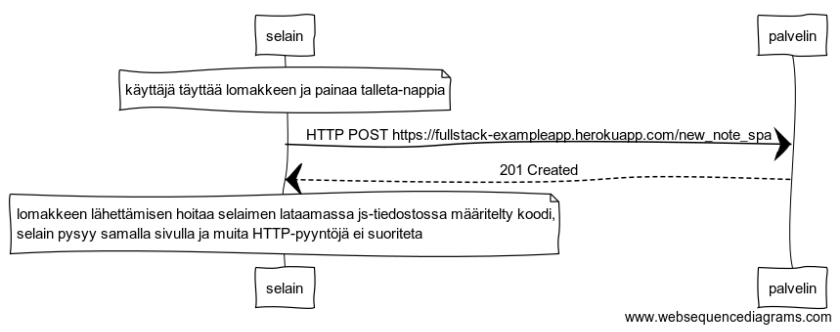 selain palvelin
käyttäjä täyttää lomakkeen ja painaa talleta-nappia
HTTP POST https://fullstack-exampleapp.herokuapp.com/new_note_spa
201 Created
lomakkeen lähettämisen hoitaa selaimen lataamassa js-tiedostossa määritelty koodi,
selain pysyy samalla sivulla ja muita HTTP-pyyntöjä ei suoriteta
selain palvelin
www.websequencediagrams.com